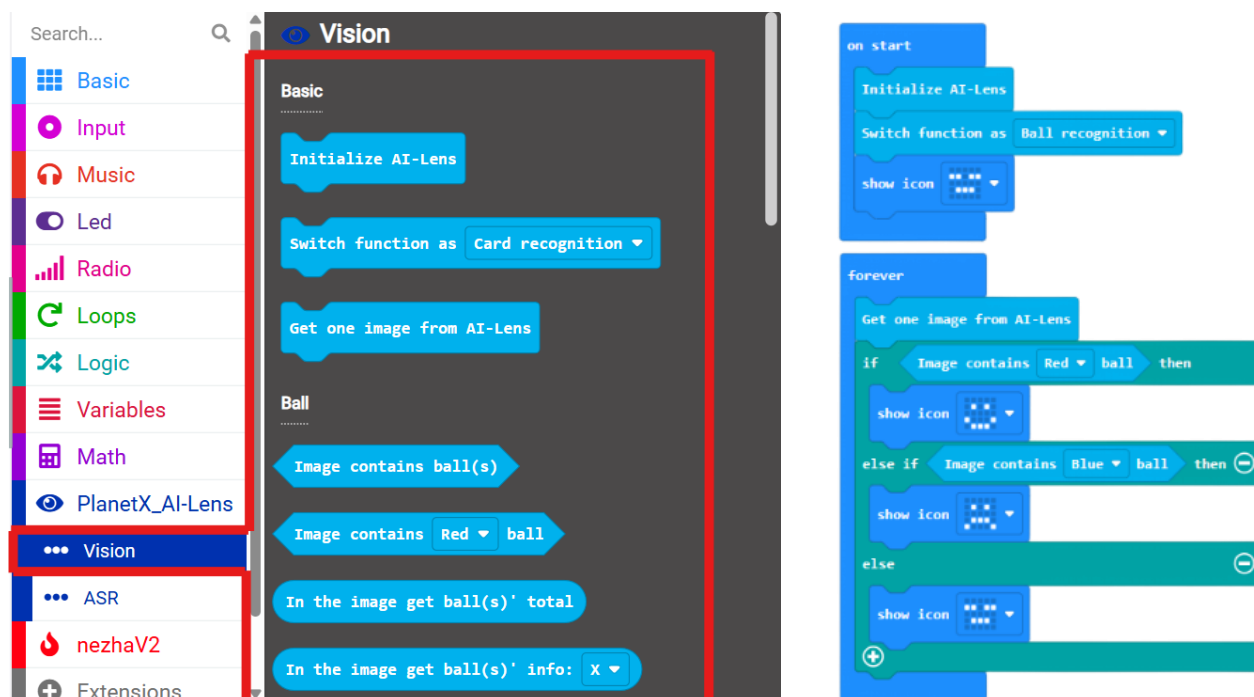 Search...
Basic
Input
Music
Led
Radio
Loops
Logic
Variables
Math
PlanetX_AI-Lens
Vision
ASR
nezhaV2
Extensions
Vision
Basic
Initialize AI-Lens
Switch function as Card recognition
Get one image from AI-Lens
Ball
Image contains ball(s)
Image contains Red ball
In the image get ball(s)' total
In the image get ball(s)' info: X
on start
Initialize AI-Lens
Switch function as Ball recognition
show icon
forever
Get one image from AI-Lens
if Image contains Red ball then
show icon
else if Image contains Blue ball then
show icon
else
show icon